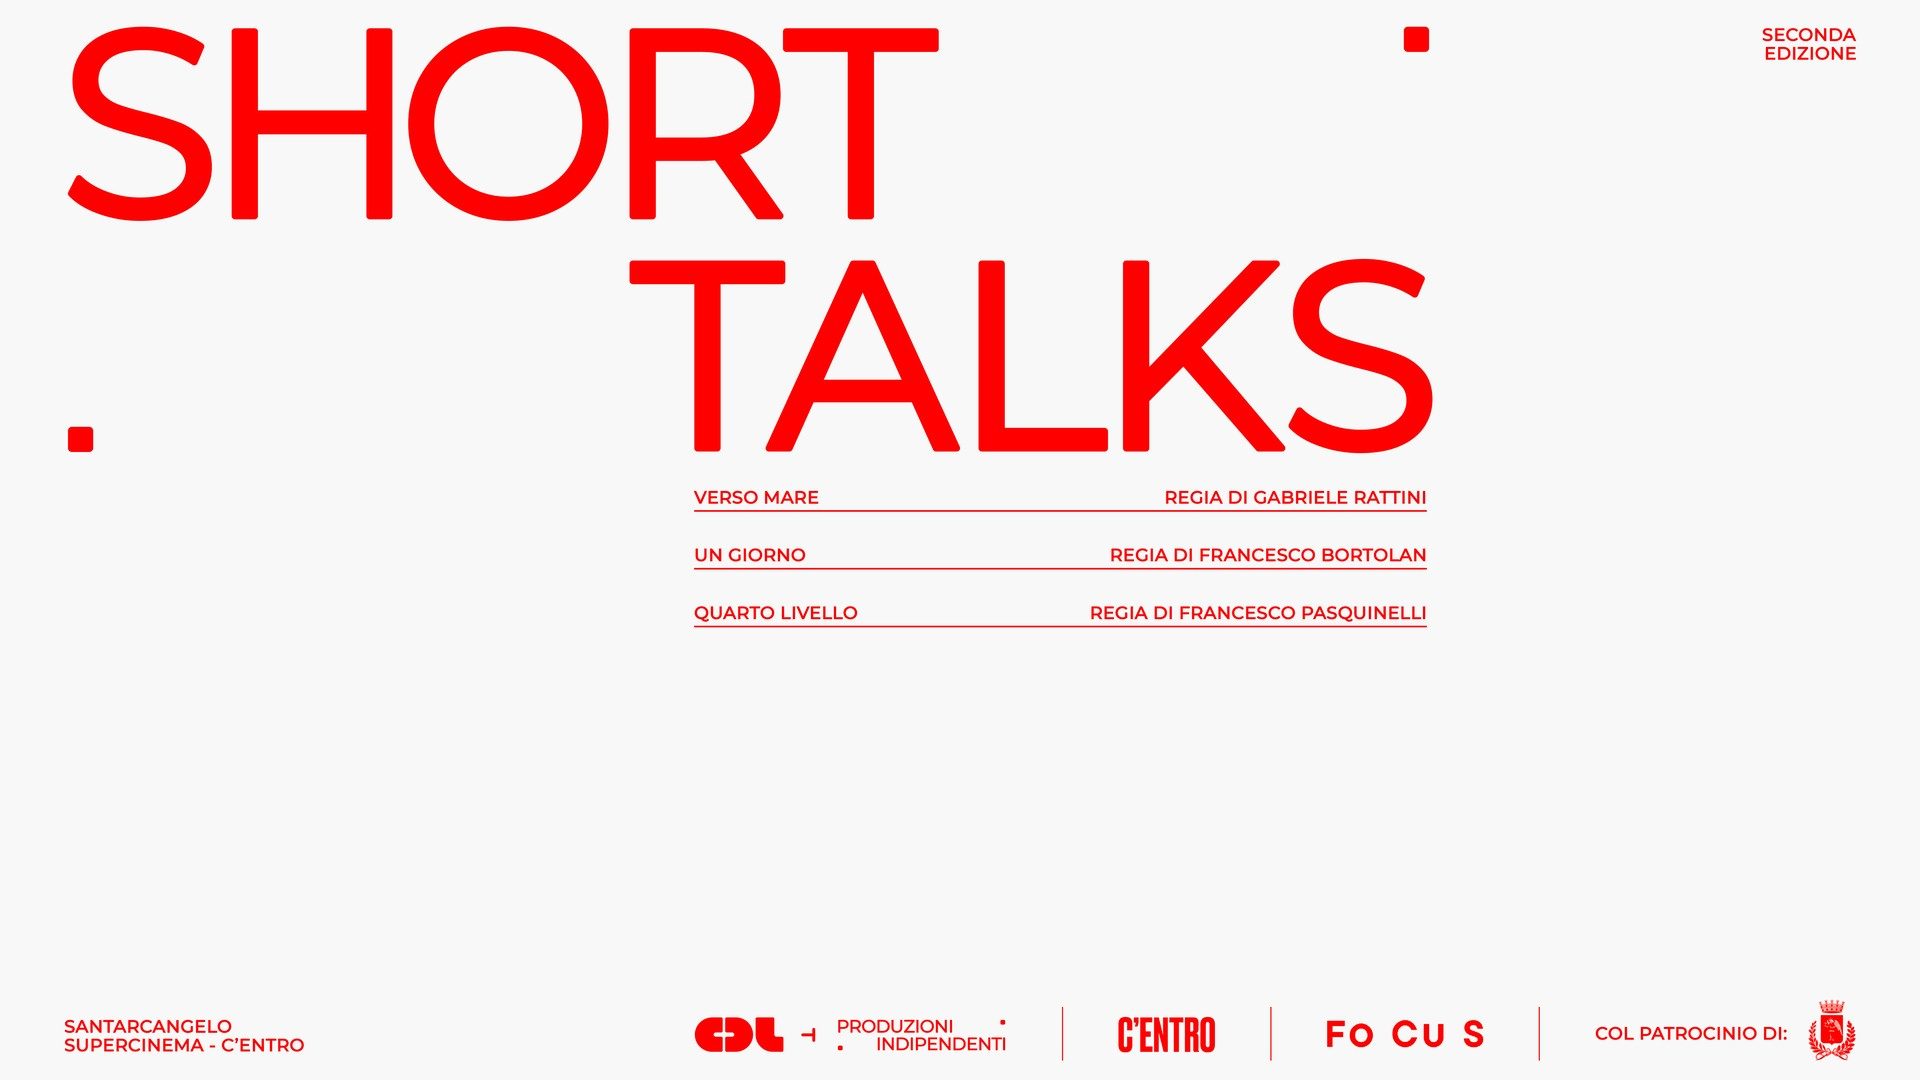 SHORT
TALKS
SECONDA
EDIZIONE
VERSO MARE REGIA DI GABRIELE RATTINI
UN GIORNO REGIA DI FRANCESCO BORTOLAN
QUARTO LIVELLO REGIA DI FRANCESCO PASQUINELLI
SANTARCANGELO
SUPERCINEMA - C'ENTRO
PRODUZIONI
INDIPENDENTI
C'ENTRO
Fo Cu S
COL PATROCINIO DI: